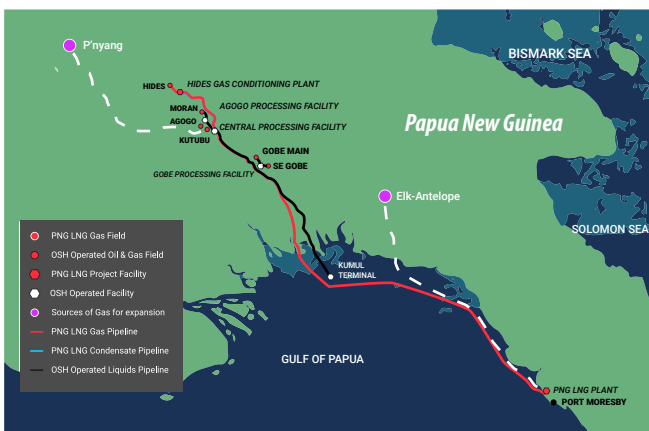 BISMARK SEA
P'nyang
HIDES
HIDES GAS CONDITIONING PLANT
MORAN
AGOGO PROCESSING FACILITY
AGOGO
CENTRAL PROCESSING FACILITY
Papua New Guinea
KUTUBU
GOBE MAIN
SE GOBE
GOBE PROCESSING FACILITY
Elk-Antelope
SOLOMON SEA
PNG LNG Gas Field
OSH Operated Oil & Gas Field
PNG LNG Project Facility
OSH Operated Facility
Sources of Gas for expansion
PNG LNG Gas Pipeline
PNG LNG Condensate Pipeline
OSH Operated Liquids Pipeline
KUMUL
TERMINAL
GULF OF PAPUA
PNG LNG PLANT
PORT MORESBY